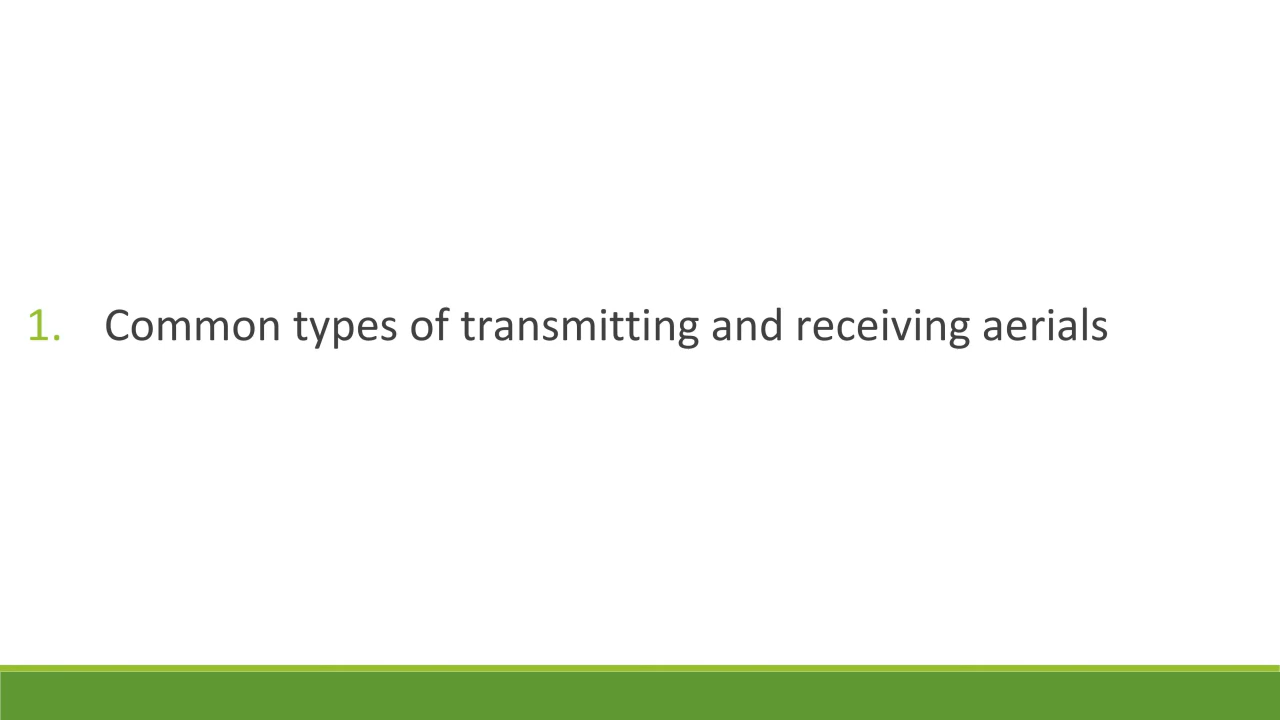 1. Common types of transmitting and receiving aerials